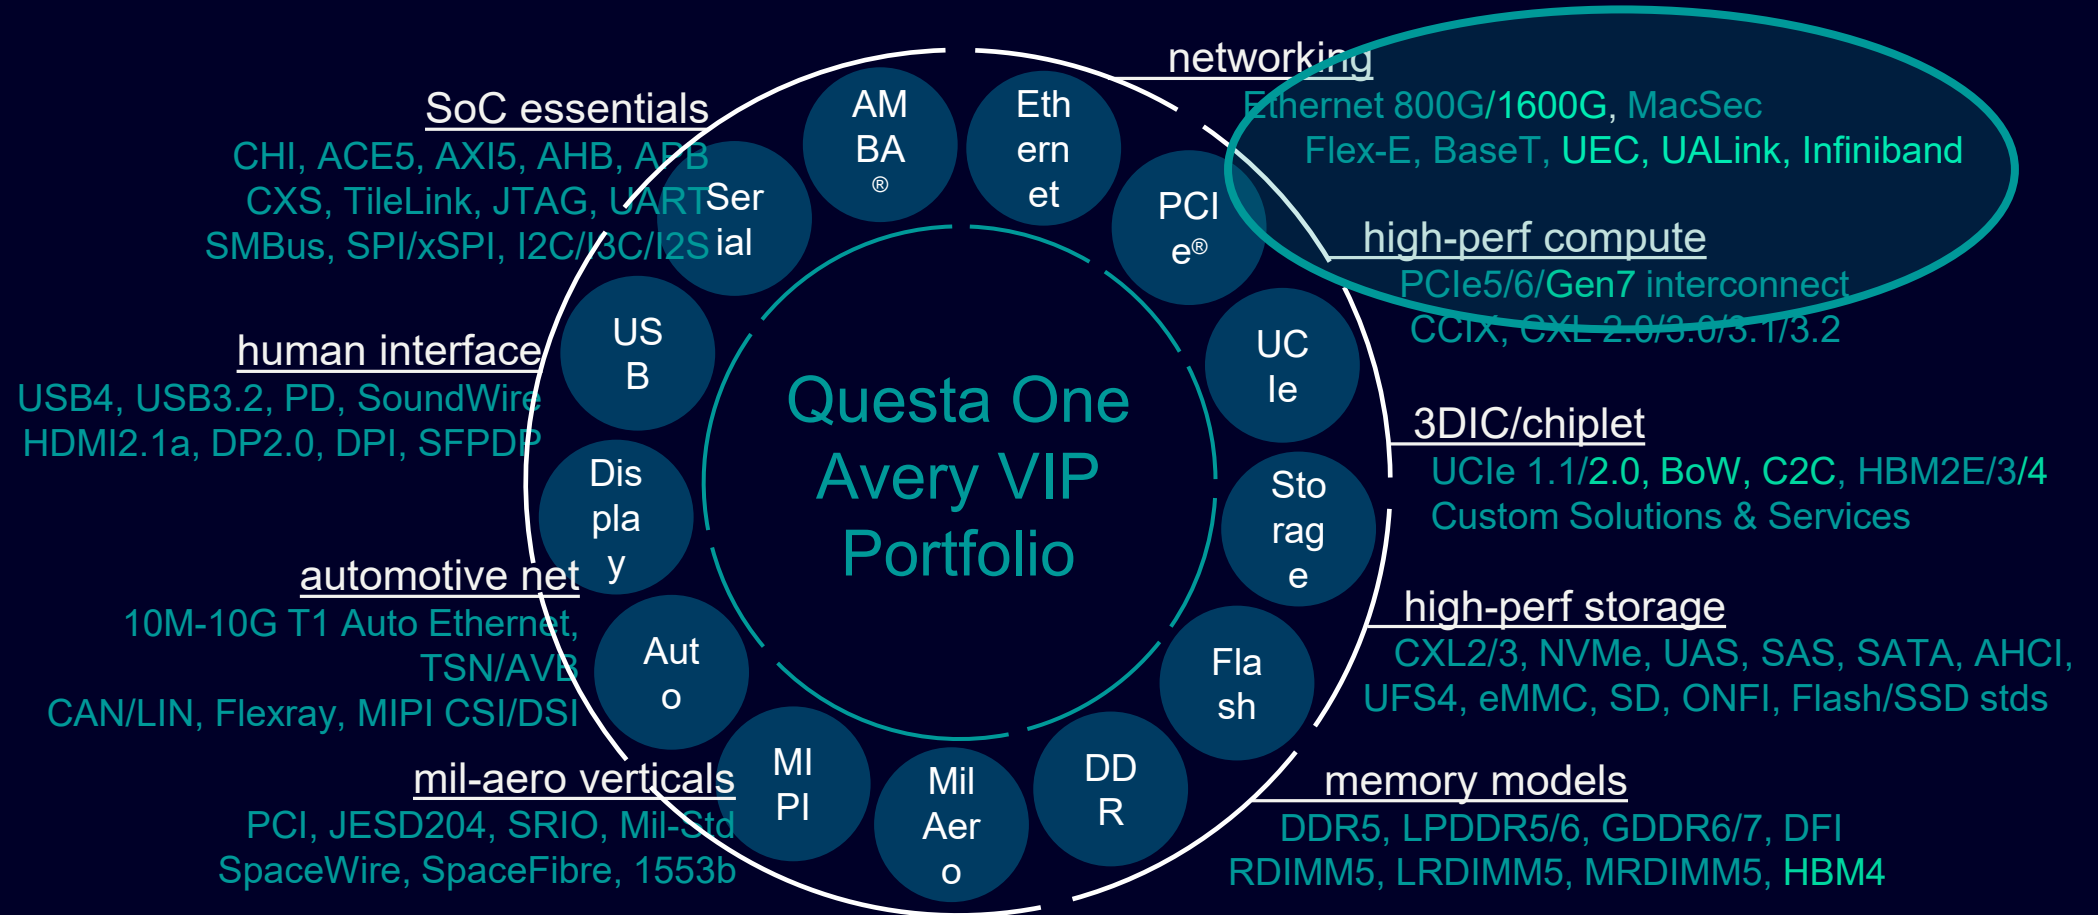 networking
Ethernet 800G/1600G, MacSec
Flex-E, BaseT, UEC, UALink, Infiniband
high-perf compute
PCIe5/6/Gen7 interconnect
CCIX, CXL 2.0/3.0/3.1/3.2
3DIC/chiplet
UCIe 1.1/2.0, BoW, C2C, HBM2E/3/4
Custom Solutions & Services
high-perf storage
CXL2/3, NVMe, UAS, SAS, SATA, AHCI,
UFS4, eMMC, SD, ONFI, Flash/SSD stds
memory models
DDR5, LPDDR5/6, GDDR6/7, DFI
RDIMM5, LRDIMM5, MRDIMM5, HBM4
SoC essentials
CHI, ACE5, AXI5, AHB, APB
CXS, TileLink, JTAG, UART
SMBus, SPI/xSPI, I2C/I3C/I2S
human interface
USB4, USB3.2, PD, SoundWire
HDMI2.1a, DP2.0, DPI, SFPDP
automotive net
10M-10G T1 Auto Ethernet,
TSN/AVB
CAN/LIN, Flexray, MIPI CSI/DSI
mil-aero verticals
PCI, JESD204, SRIO, Mil-Std
SpaceWire, SpaceFibre, 1553b
AM
BA
®
Eth
ern
et
PCI
e®
UC
Ie
Sto
rag
e
Fla
sh
DD
R
Mil
Aer
o
MI
PI
Aut
o
Dis
pla
y
US
B
Ser
ial
Questa One
Avery VIP
Portfolio